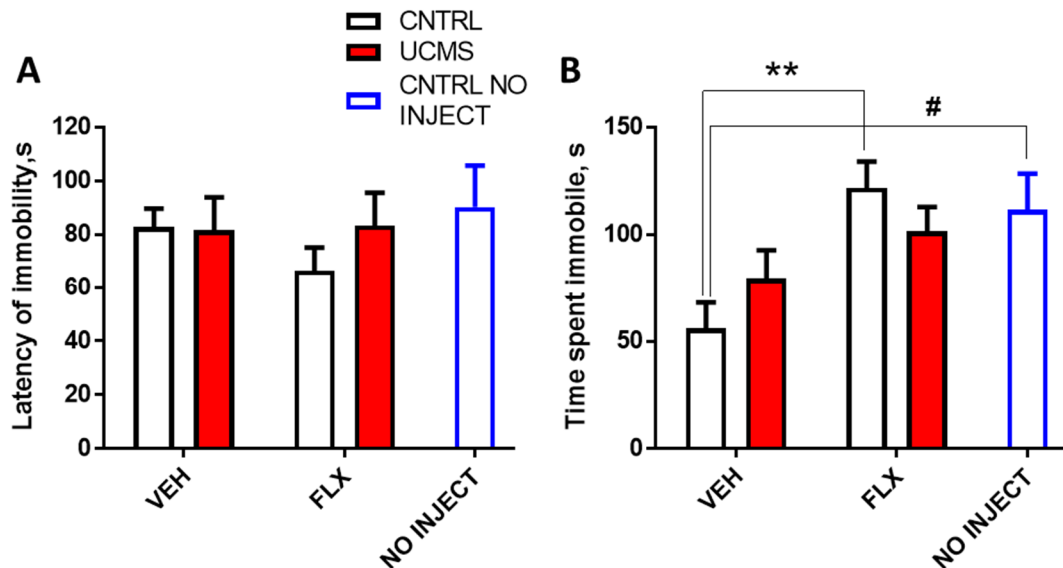 CNTRL
UCMS
CNTRL NO
INJECT
A
Latency of immobility,s
120
100
80
60
40
20
0
VEH
FLX
NO INJECT
B
**
#
Time spent immobile, s
150
100
50
0
VEH
FLX
NO INJECT